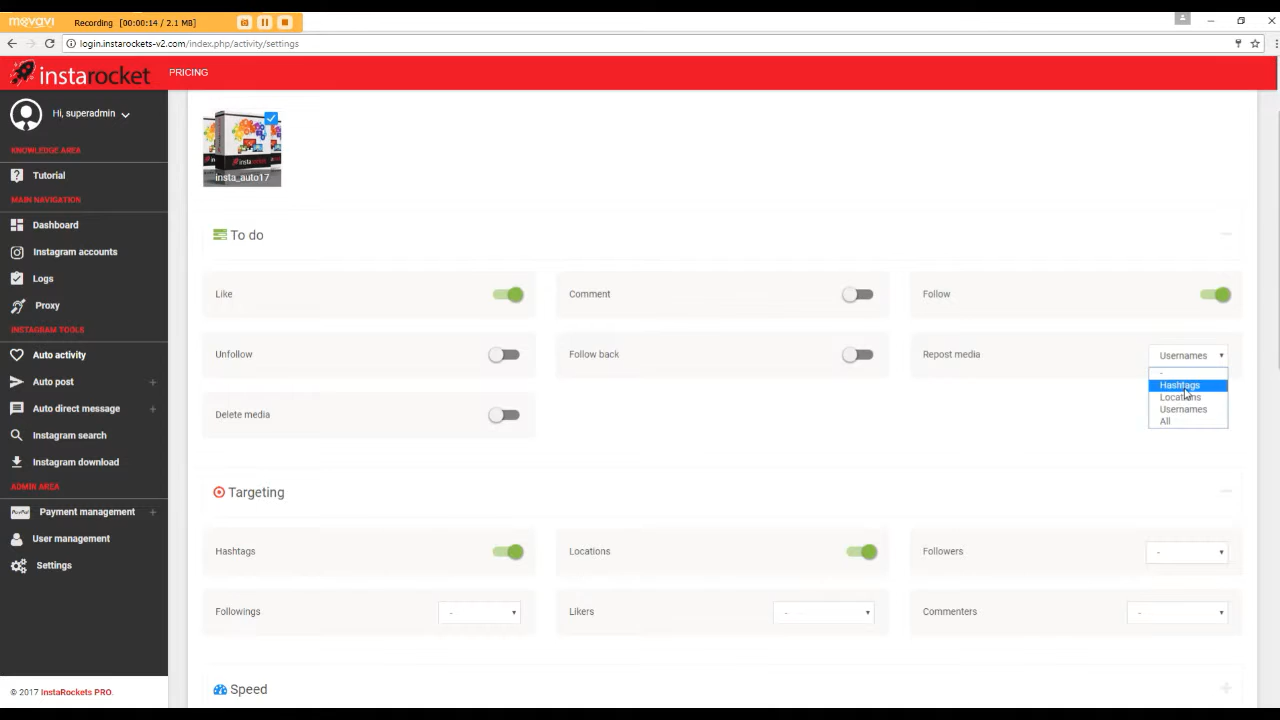 movavi
Recording [00:00:14 / 2.1 MB]
login.instarockets-v2.com/index.php/activity/settings
instarocket
PRICING
Hi, superadmin
KNOWLEDGE AREA
Tutorial
MAIN NAVIGATION
Dashboard
Instagram accounts
Logs
Proxy
INSTAGRAM TOOLS
Auto activity
Auto post +
Auto direct message +
Instagram search
Instagram download
ADMIN AREA
Payment management +
User management
Settings
© 2017 InstaRockets PRO.
instarocket
insta_auto17
To do
Like
Comment
Follow
Unfollow
Follow back
Repost media
Usernames
-
Hashtags
Locations
Usernames
All
Delete media
Targeting
Hashtags
Locations
Followers
-
Followings
-
Likers
-
Commenters
-
Speed